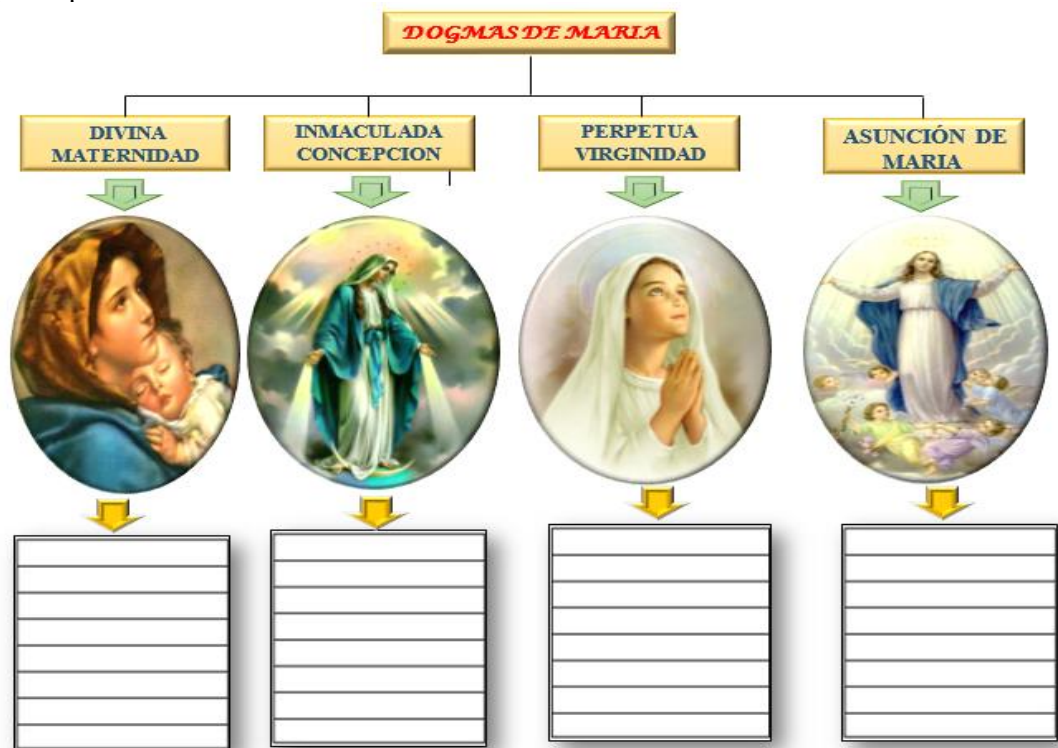 DOGMAS DE MARIA
DIVINA
MATERNIDAD
INMACULADA
CONCEPCION
PERPETUA
VIRGINIDAD
ASUNCIÓN DE
MARIA